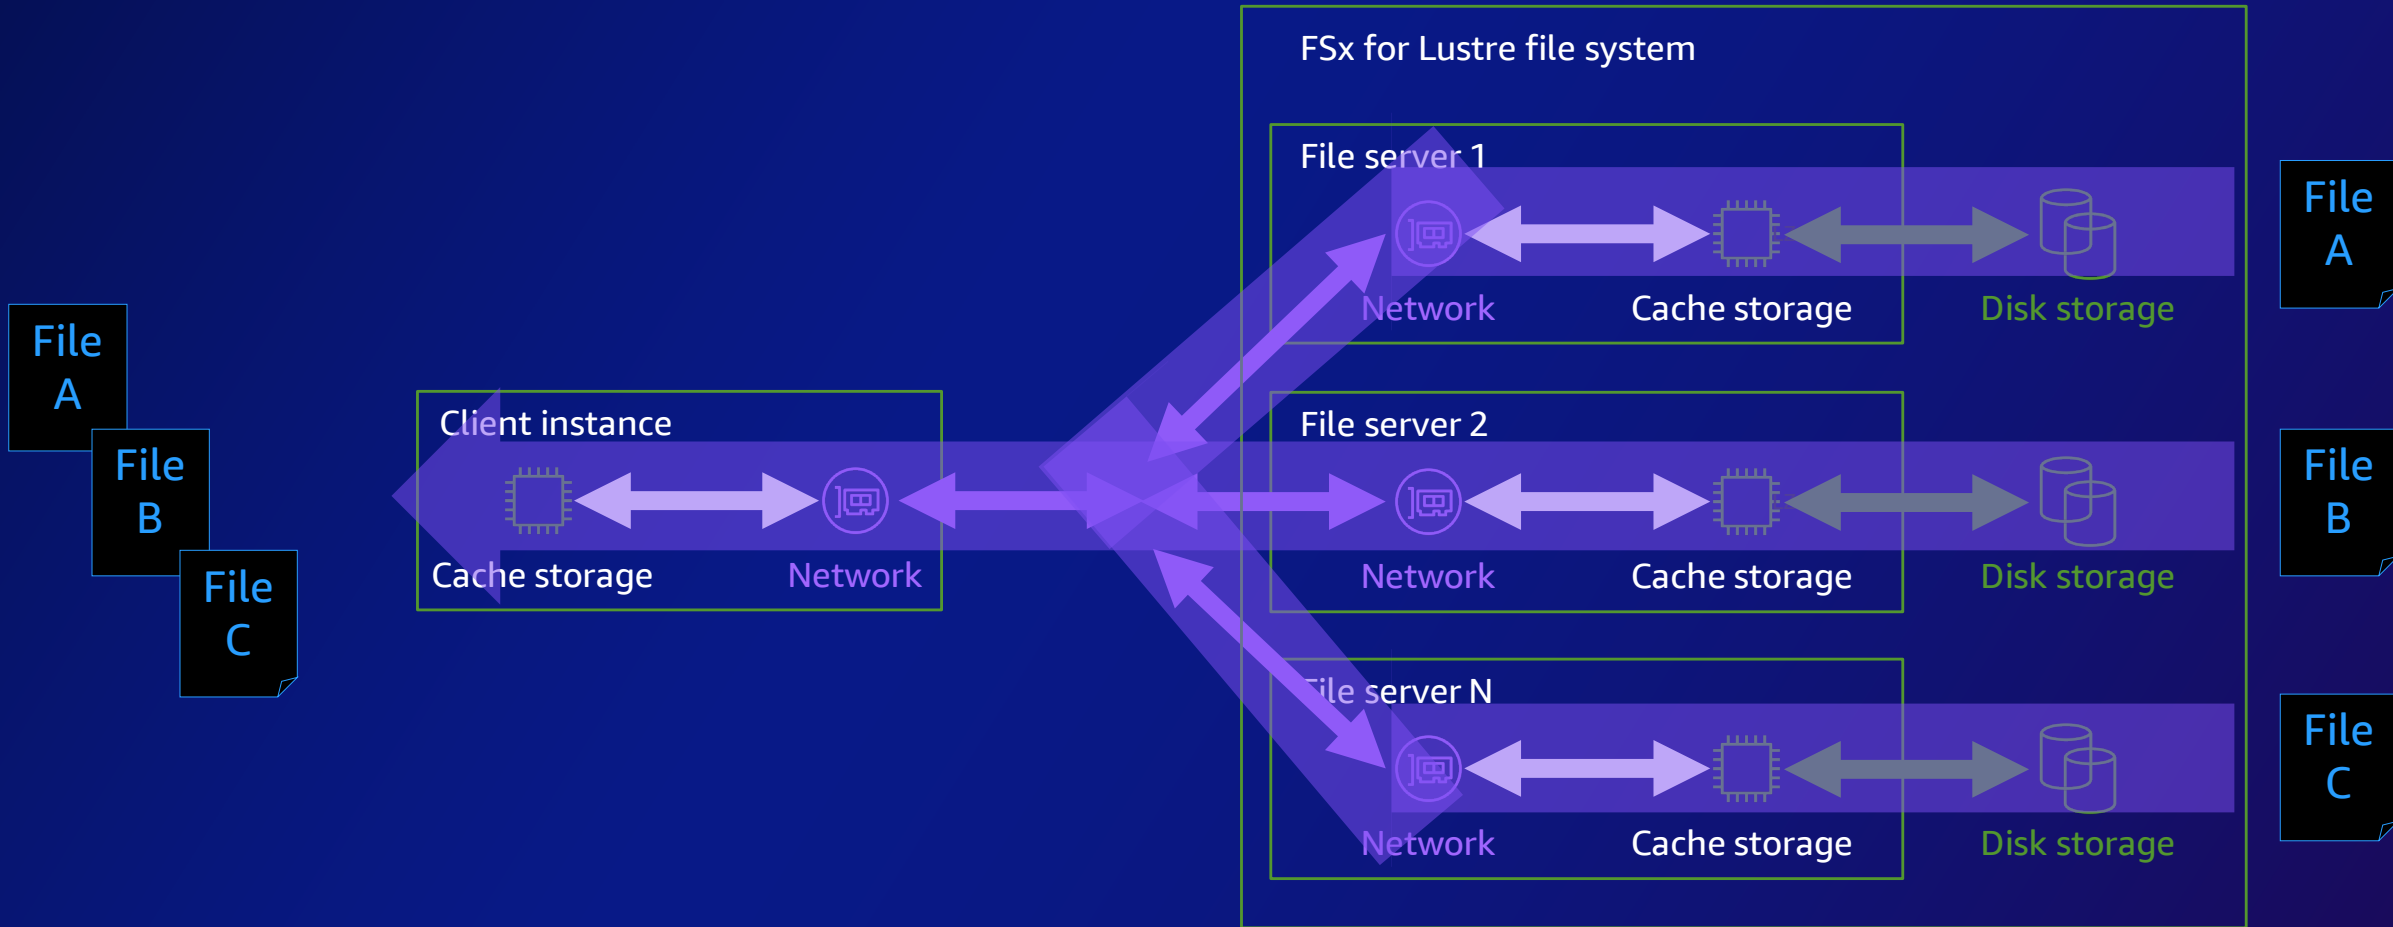 FSx for Lustre file system
File server 1
Network
Cache storage
Disk storage
File
A
File
A
File
B
File
C
Client instance
Cache storage
Network
File server 2
Network
Cache storage
Disk storage
File
B
File server N
Network
Cache storage
Disk storage
File
C